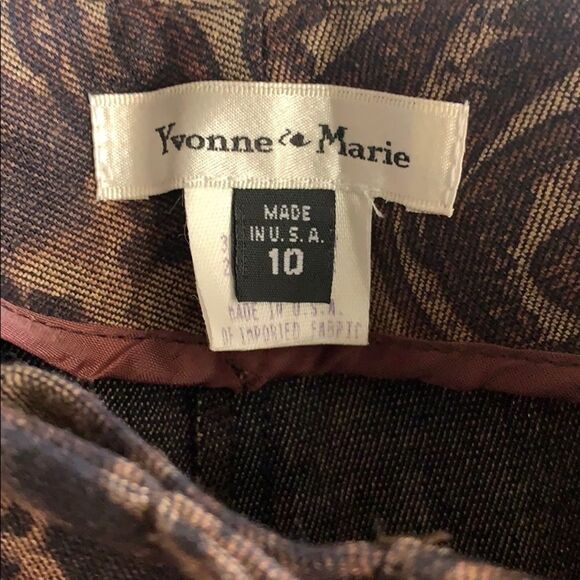 Yvonne Marie
MADE
IN U.S.A.
10
MADE IN U.S.A
OF IMPORTED FABRIC